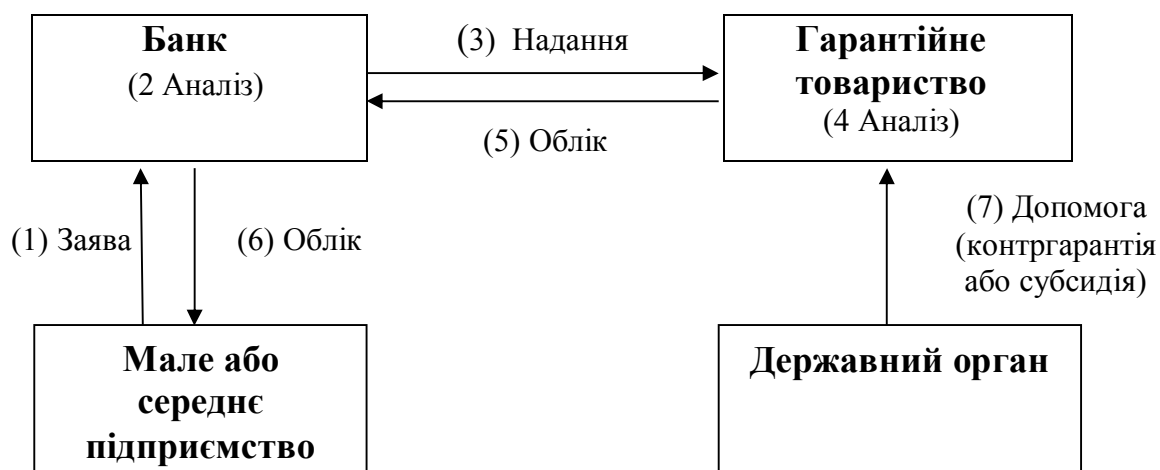 Банк
(2 Аналіз)
(3) Надання
Гарантійне
товариство
(4 Аналіз)
(5) Облік
(1) Заява
(6) Облік
(7) Допомога
(контргарантія
або субсидія)
Мале або
середнє
підприємство
Державний орган